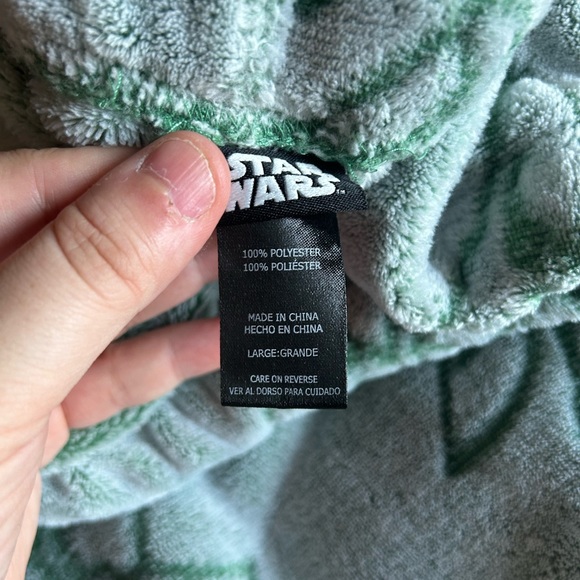 STAR
WARS
100% POLYESTER
100% POLIÉSTER
MADE IN CHINA
HECHO EN CHINA
LARGE:GRANDE
CARE ON REVERSE
VER AL DORSO PARA CUIDADO